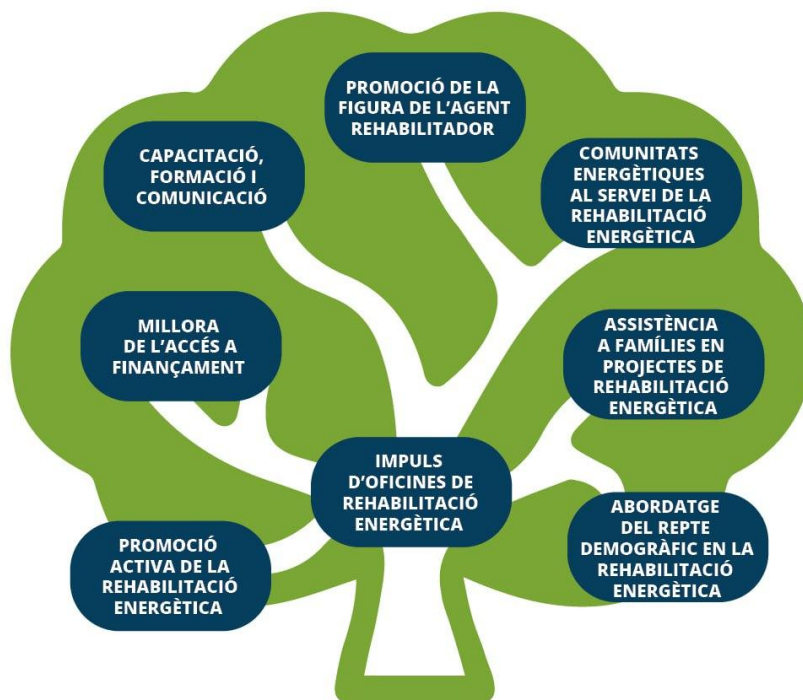 PROMOCIÓ DE LA
FIGURA DE L'AGENT
REHABILITADOR
CAPACITACIÓ,
FORMACIÓ I
COMUNICACIÓ
COMUNITATS
ENERGÈTIQUES
AL SERVEI DE LA
REHABILITACIÓ
ENERGÈTICA
MILLORA
DE L'ACCÉS A
FINANÇAMENT
ASSISTÈNCIA
A FAMÍLIES EN
PROJECTES DE
REHABILITACIÓ
ENERGÈTICA
IMPULS
D'OFICINES DE
REHABILITACIÓ
ENERGÈTICA
PROMOCIÓ
ACTIVA DE LA
REHABILITACIÓ
ENERGÈTICA
ABORDATGE
DEL REPTE
DEMOGRÀFIC EN LA
REHABILITACIÓ
ENERGÈTICA